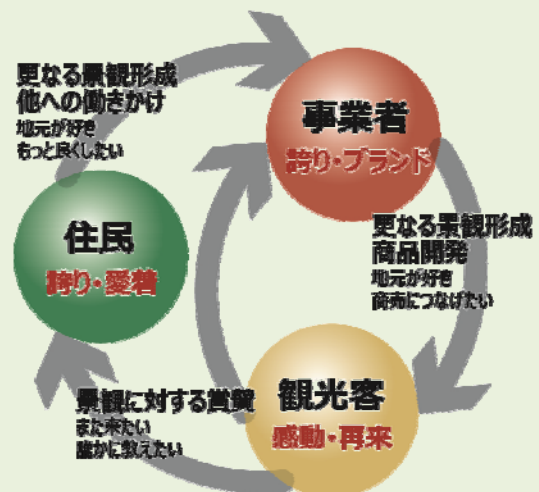 更なる景観形成
他への働きかけ
地元が好き
もっと良くしたい
事業者
誇り・ブランド
住民
誇り・愛着
更なる景観形成
商品開発
地元が好き
商売につなげたい
景観に対する賞賛
また来たい
誰かに教えたい
観光客
感動・再来